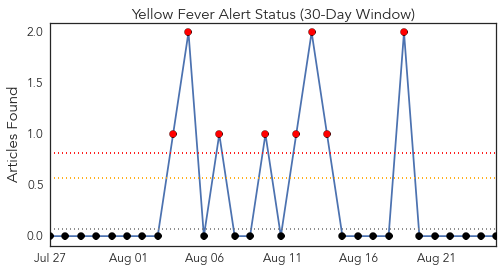 Yellow Fever Alert Status (30-Day Window)
Articles Found
2.0
1.5
1.0
0.5
0.0
Jul 27 Aug 01 Aug 06 Aug 11 Aug 16 Aug 21